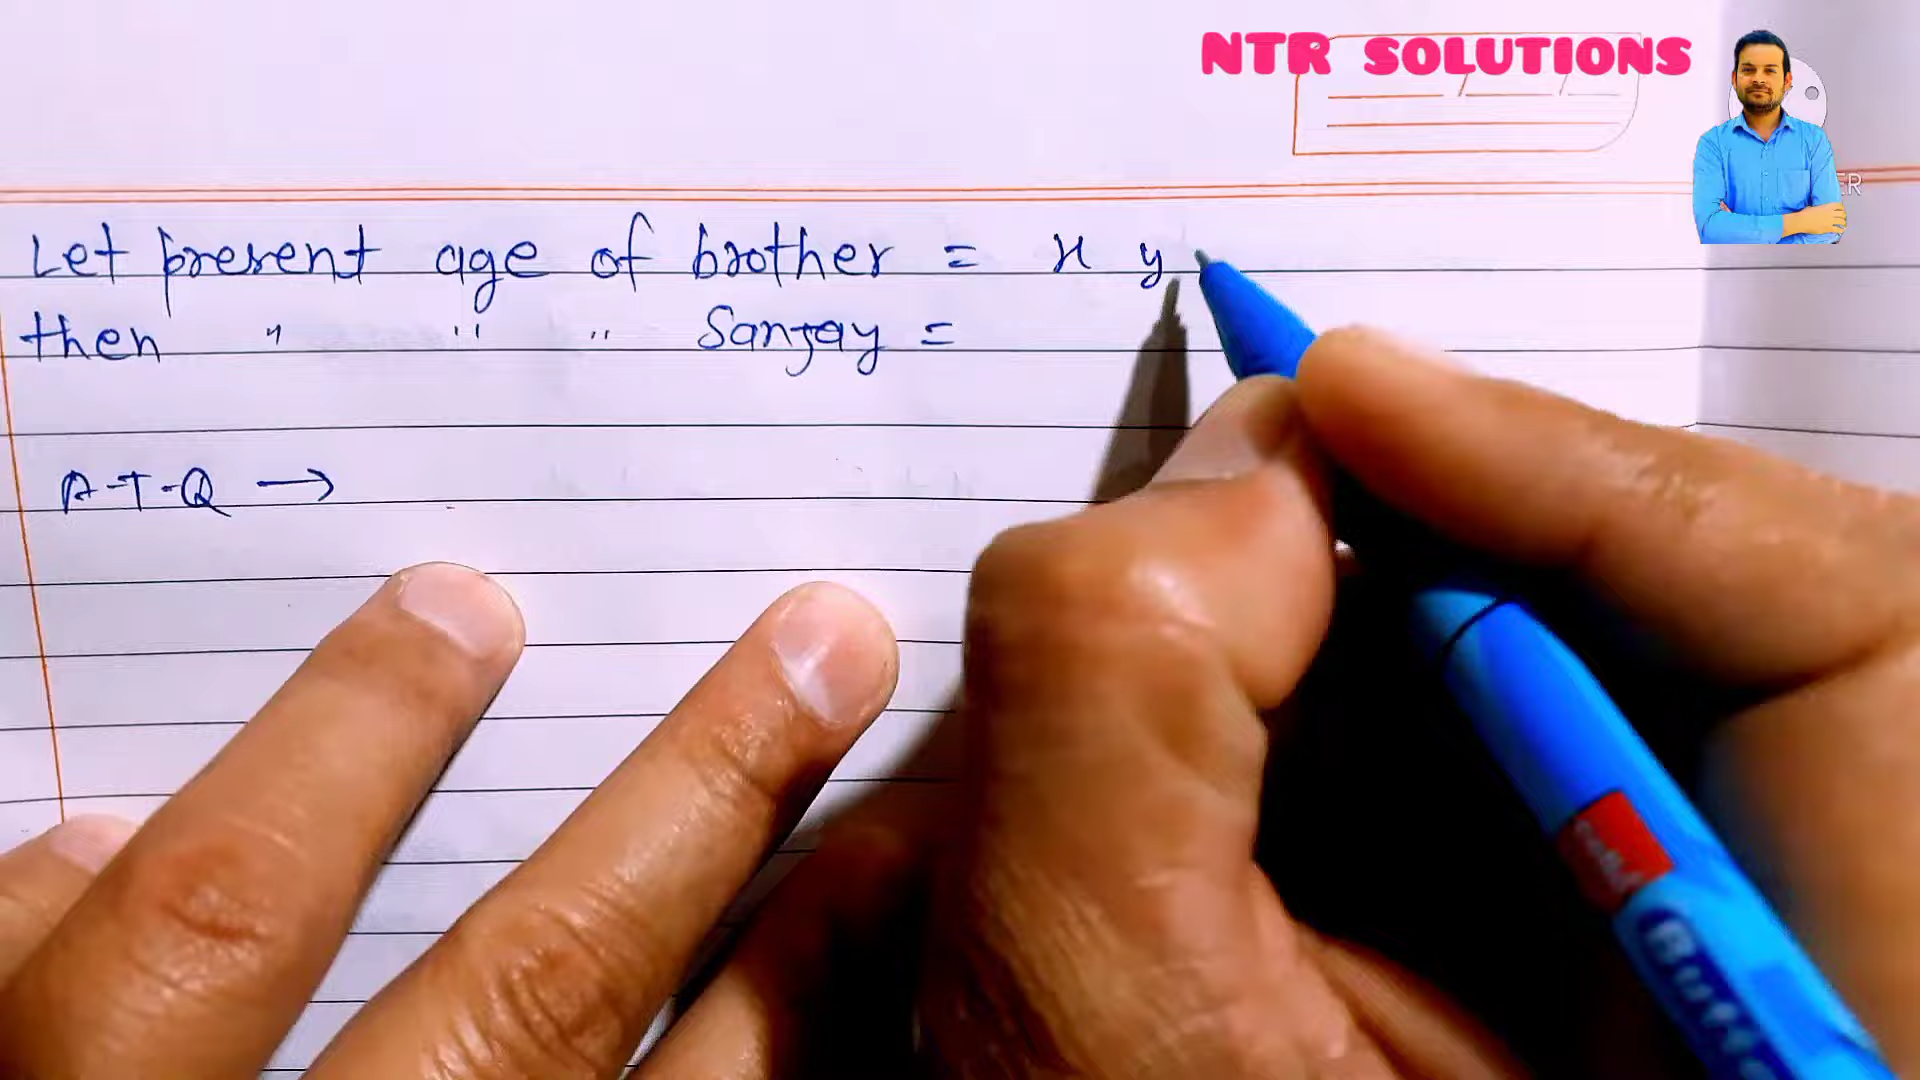 NTR SOLUTIONS
Let present age of brother = x y
then " " " Sanjay =
A-T-Q →